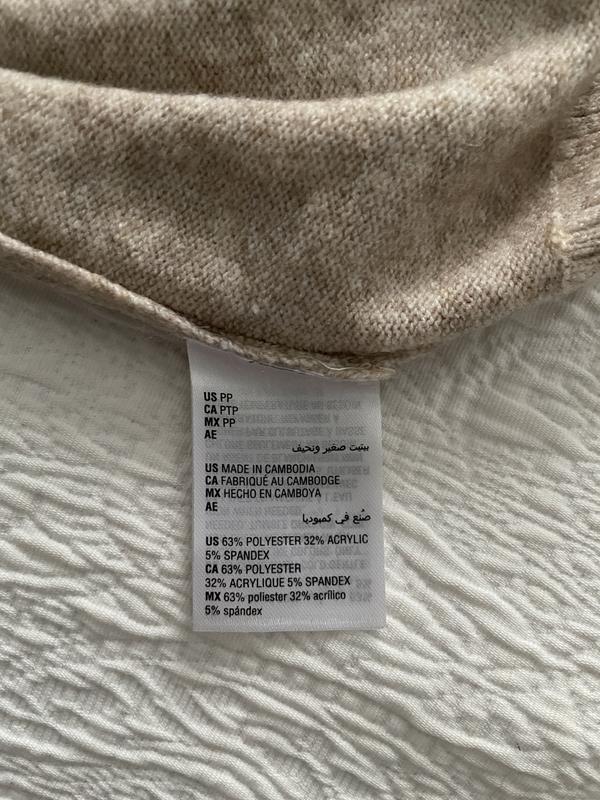 US PP
CA PTP
MX PP
AE
بيتيت صغير ونحيف
US MADE IN CAMBODIA
CA FABRIQUÉ AU CAMBODGE
MX HECHO EN CAMBOYA
AE
صُنع في كمبوديا
US 63% POLYESTER 32% ACRYLIC
5% SPANDEX
CA 63% POLYESTER
32% ACRYLIQUE 5% SPANDEX
MX 63% poliester 32% acrílico
5% spándex